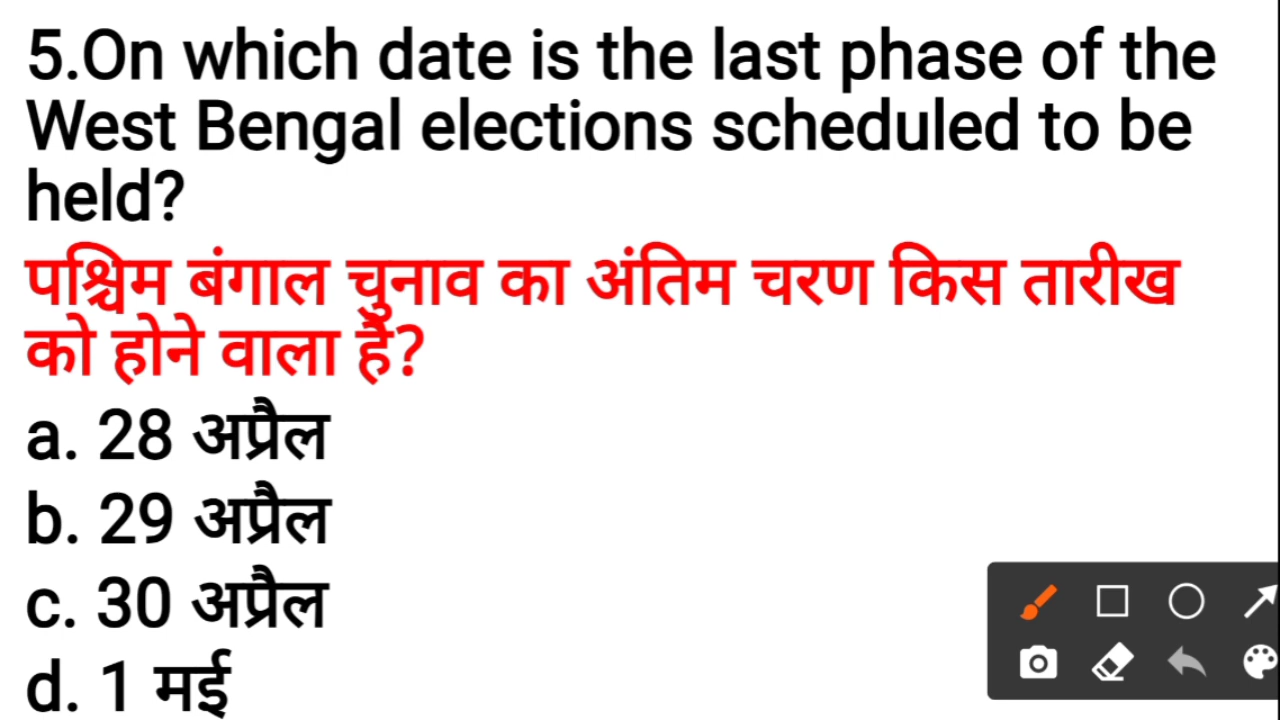 5.On which date is the last phase of the
West Bengal elections scheduled to be
held?
पश्चिम बंगाल चुनाव का अंतिम चरण किस तारीख
को होने वाला है?
a. 28 अप्रैल
b. 29 अप्रैल
c. 30 अप्रैल
d. 1 मई